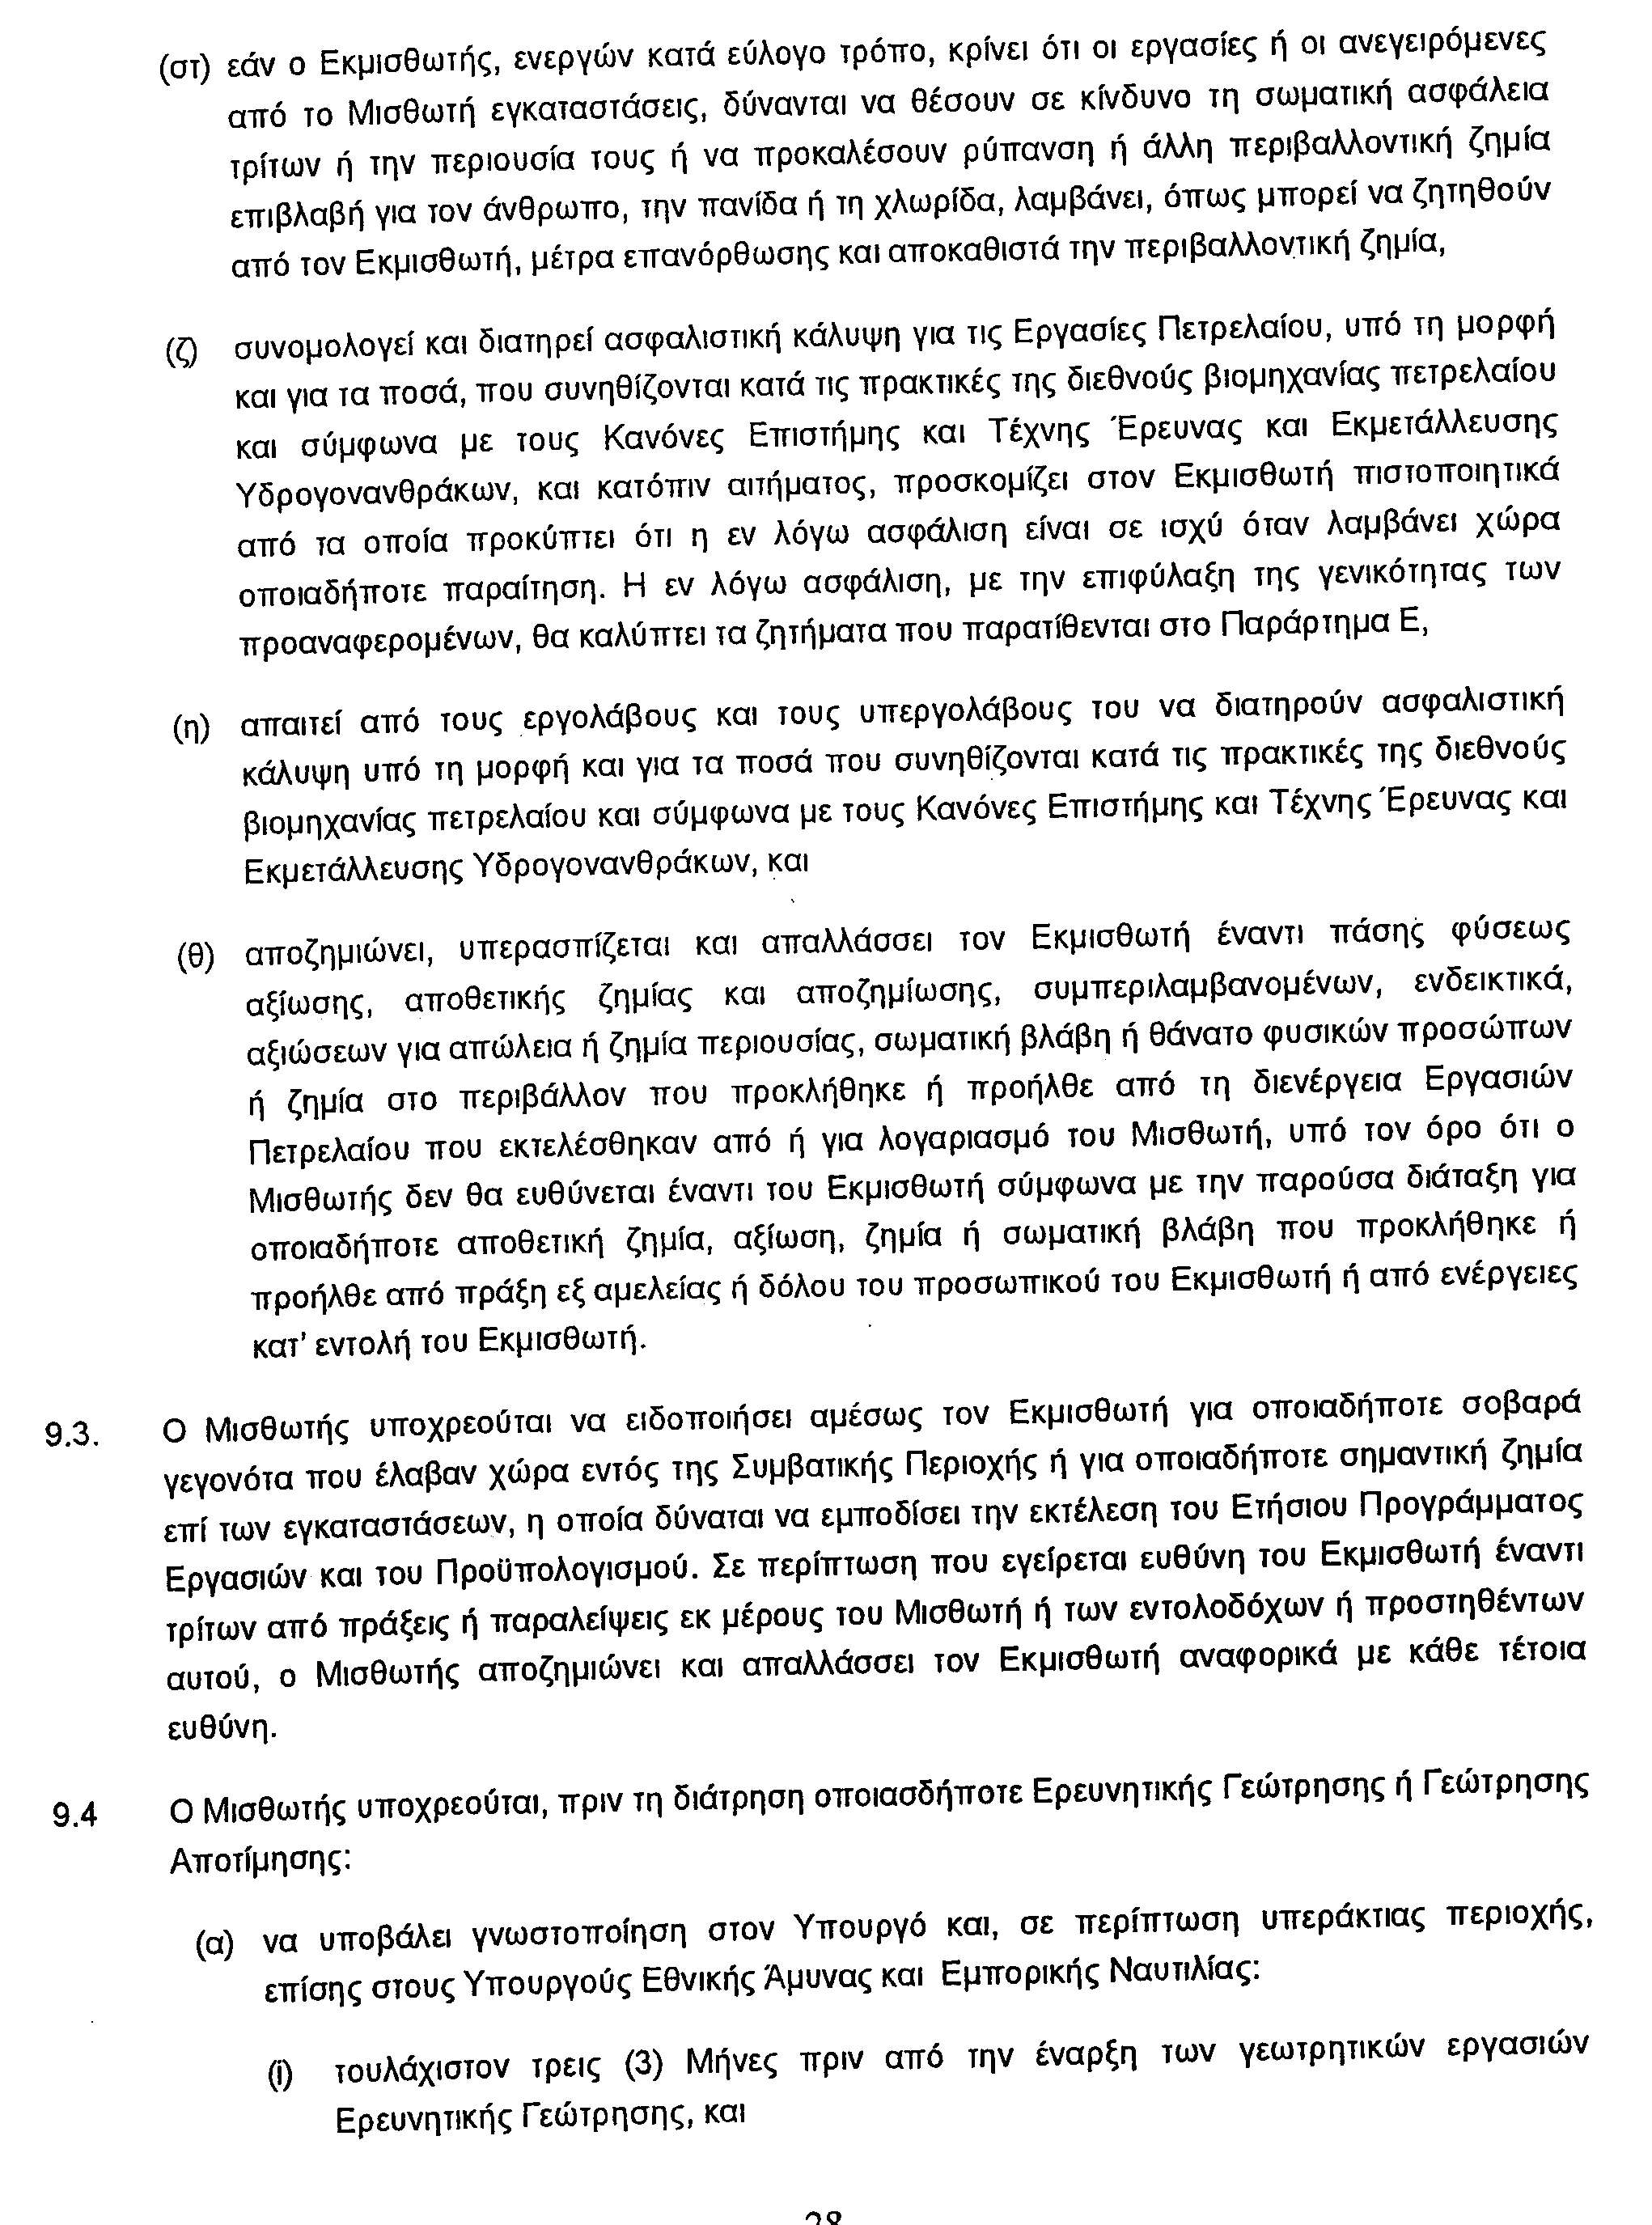 (στ) εάν ο Εκμισθωτής, ενεργών κατά εύλογο τρόπο, κρίνει ότι οι εργασίες ή οι ανεγειρόμενες
από το Μισθωτή εγκαταστάσεις, δύνανται να θέσουν σε κίνδυνο τη σωματική ασφάλεια
τρίτων ή την περιουσία τους ή να προκαλέσουν ρύπανση ή άλλη περιβαλλοντική ζημία
επιβλαβή για τον άνθρωπο, την πανίδα ή τη χλωρίδα, λαμβάνει, όπως μπορεί να ζητηθούν
από τον Εκμισθωτή, μέτρα επανόρθωσης και αποκαθιστά την περιβαλλοντική ζημία,
(ζ) συνομολογεί και διατηρεί ασφαλιστική κάλυψη για τις Εργασίες Πετρελαίου, υπό τη μορφή
και για τα ποσά, που συνηθίζονται κατά τις πρακτικές της διεθνούς βιομηχανίας πετρελαίου
και σύμφωνα με τους Κανόνες Επιστήμης και Τέχνης Έρευνας και Εκμετάλλευσης
Υδρογονανθράκων, και κατόπιν αιτήματος, προσκομίζει στον Εκμισθωτή πιστοποιητικά
από τα οποία προκύπτει ότι η εν λόγω ασφάλιση είναι σε ισχύ όταν λαμβάνει χώρα
οποιαδήποτε παραίτηση. Η εν λόγω ασφάλιση, με την επιφύλαξη της γενικότητας των
προαναφερομένων, θα καλύπτει τα ζητήματα που παρατίθενται στο Παράρτημα Ε,
(η) απαιτεί από τους εργολάβους και τους υπεργολάβους του να διατηρούν ασφαλιστική
κάλυψη υπό τη μορφή και για τα ποσά που συνηθίζονται κατά τις πρακτικές της διεθνούς
βιομηχανίας πετρελαίου και σύμφωνα με τους Κανόνες Επιστήμης και Τέχνης Έρευνας και
Εκμετάλλευσης Υδρογονανθράκων, και
(θ) αποζημιώνει, υπερασπίζεται και απαλλάσσει τον Εκμισθωτή έναντι πάσης φύσεως
αξίωσης, αποθετικής ζημίας και αποζημίωσης, συμπεριλαμβανομένων, ενδεικτικά,
αξιώσεων για απώλεια ή ζημία περιουσίας, σωματική βλάβη ή θάνατο φυσικών προσώπων
ή ζημία στο περιβάλλον που προκλήθηκε ή προήλθε από τη διενέργεια Εργασιών
Πετρελαίου που εκτελέσθηκαν από ή για λογαριασμό του Μισθωτή, υπό τον όρο ότι ο
Μισθωτής δεν θα ευθύνεται έναντι του Εκμισθωτή σύμφωνα με την παρούσα διάταξη για
οποιαδήποτε αποθετική ζημία, αξίωση, ζημία ή σωματική βλάβη που προκλήθηκε ή
προήλθε από πράξη εξ αμελείας ή δόλου του προσωπικού του Εκμισθωτή ή από ενέργειες
κατ' εντολή του Εκμισθωτή.
9.3. Ο Μισθωτής υποχρεούται να ειδοποιήσει αμέσως τον Εκμισθωτή για οποιαδήποτε σοβαρά
γεγονότα που έλαβαν χώρα εντός της Συμβατικής Περιοχής ή για οποιαδήποτε σημαντική ζημία
επί των εγκαταστάσεων, η οποία δύναται να εμποδίσει την εκτέλεση του Ετήσιου Προγράμματος
Εργασιών και του Προϋπολογισμού. Σε περίπτωση που εγείρεται ευθύνη του Εκμισθωτή έναντι
τρίτων από πράξεις ή παραλείψεις εκ μέρους του Μισθωτή ή των εντολοδόχων ή προστηθέντων
αυτού, ο Μισθωτής αποζημιώνει και απαλλάσσει τον Εκμισθωτή αναφορικά με κάθε τέτοια
ευθύνη.
9.4 Ο Μισθωτής υποχρεούται, πριν τη διάτρηση οποιασδήποτε Ερευνητικής Γεώτρησης ή Γεώτρησης
Αποτίμησης:
(α) να υποβάλει γνωστοποίηση στον Υπουργό και, σε περίπτωση υπεράκτιας περιοχής,
επίσης στους Υπουργούς Εθνικής Άμυνας και Εμπορικής Ναυτιλίας:
(i) τουλάχιστον τρεις (3) Μήνες πριν από την έναρξη των γεωτρητικών εργασιών
Ερευνητικής Γεώτρησης, και
28